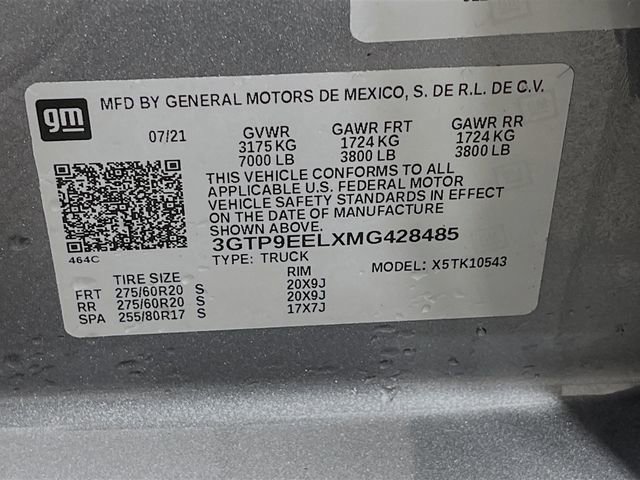 gm
MFD BY GENERAL MOTORS DE MEXICO, S. DE R.L. DE C.V.
07/21 GVWR GAWR FRT GAWR RR
3175 KG 1724 KG 1724 KG
7000 LB 3800 LB 3800 LB
THIS VEHICLE CONFORMS TO ALL
APPLICABLE U.S. FEDERAL MOTOR
VEHICLE SAFETY STANDARDS IN EFFECT
ON THE DATE OF MANUFACTURE
SHOWN ABOVE.
3GTP9EELXMG428485
464C
TYPE: TRUCK MODEL: X5TK10543
TIRE SIZE RIM
FRT 275/60R20 S 20X9J
RR 275/60R20 S 20X9J
SPA 255/80R17 S 17X7J